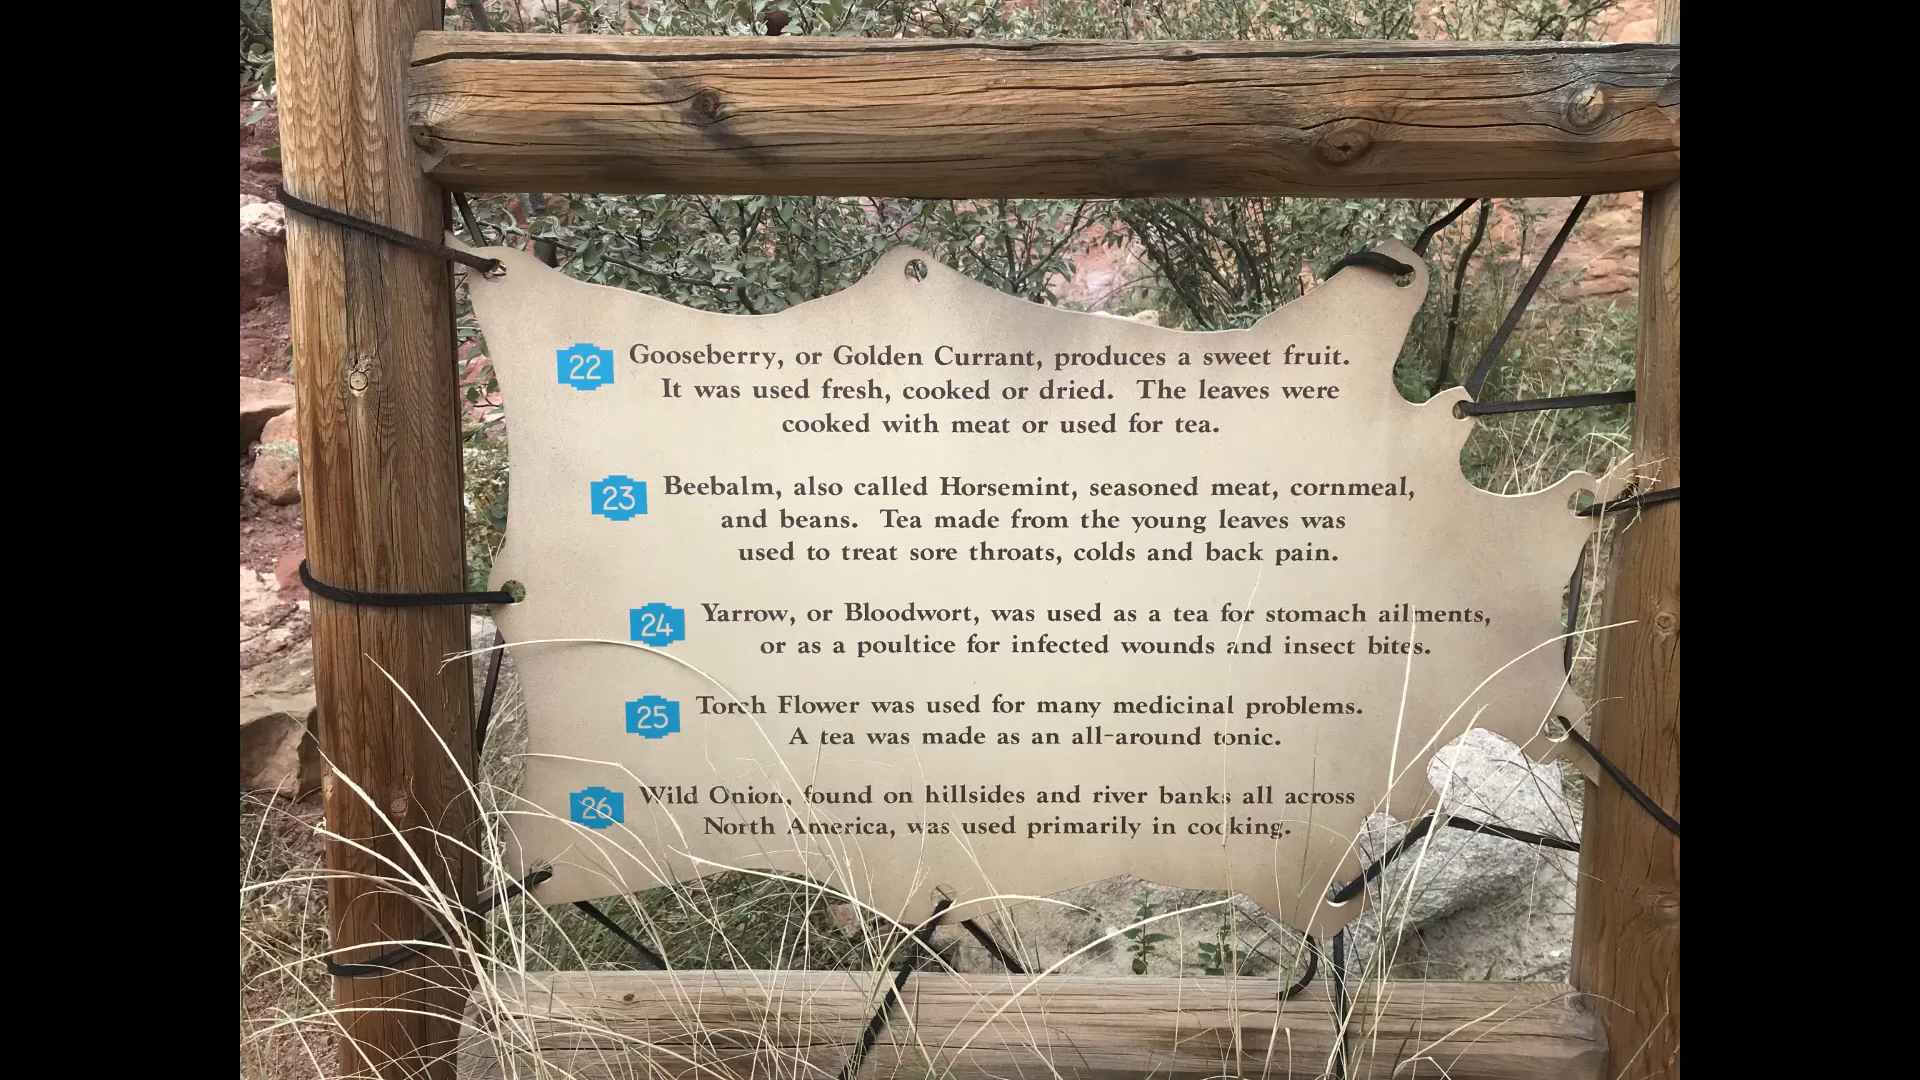 22 Gooseberry, or Golden Currant, produces a sweet fruit.
It was used fresh, cooked or dried. The leaves were
cooked with meat or used for tea.
23 Beebalm, also called Horsemint, seasoned meat, cornmeal,
and beans. Tea made from the young leaves was
used to treat sore throats, colds and back pain.
24 Yarrow, or Bloodwort, was used as a tea for stomach ailments,
or as a poultice for infected wounds and insect bites.
25 Torch Flower was used for many medicinal problems.
A tea was made as an all-around tonic.
26 Wild Onion, found on hillsides and river banks all across
North America, was used primarily in cooking.